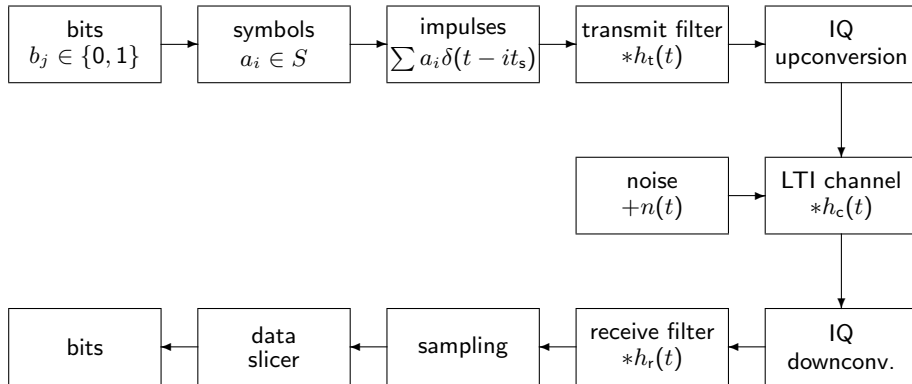 bits
b_j ∈ {0, 1}
symbols
a_i ∈ S
impulses
∑ a_iδ(t − it_s)
transmit filter
∗h_t(t)
IQ
upconversion
noise
+n(t)
LTI channel
∗h_c(t)
bits
data
slicer
sampling
receive filter
∗h_r(t)
IQ
downconv.